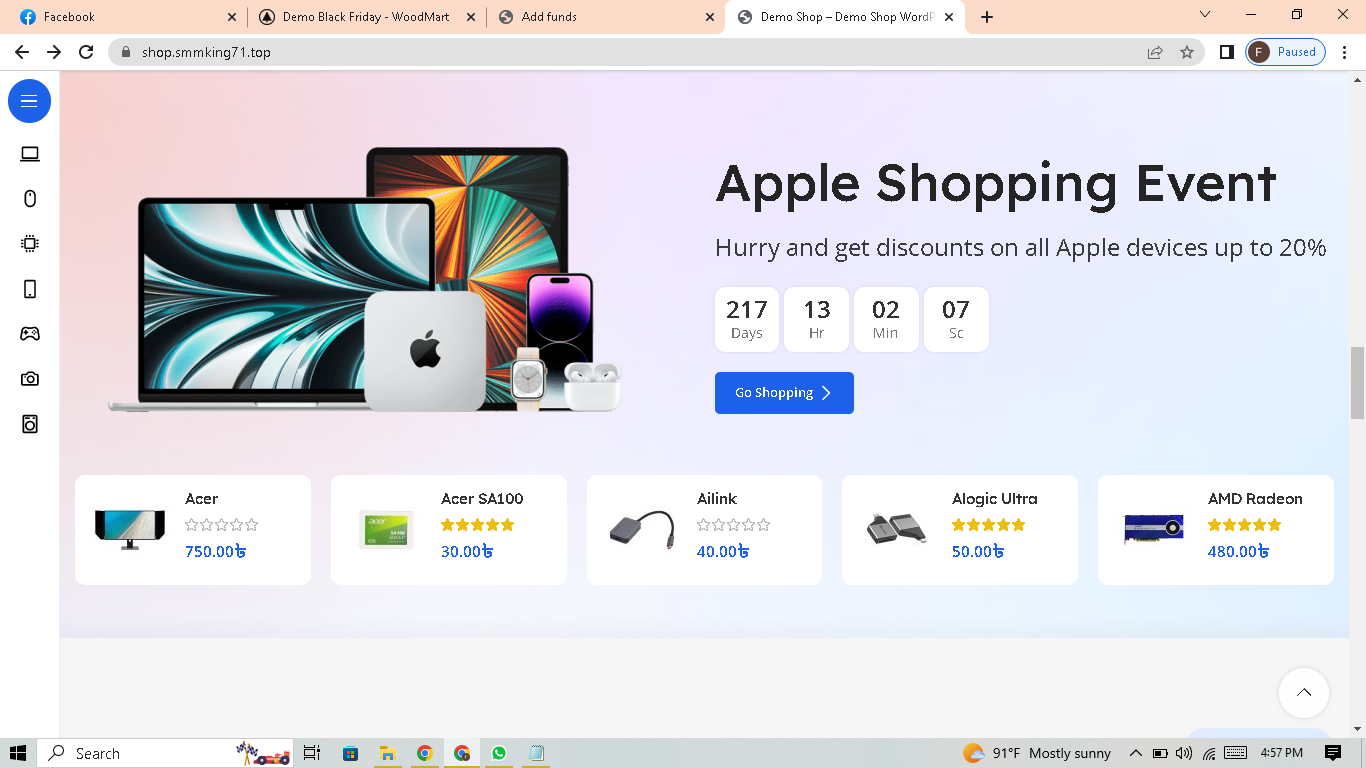 Facebook
Demo Black Friday - WoodMart
Add funds
Demo Shop – Demo Shop WordP
shop.smmking71.top
F
Paused
Apple Shopping Event
Hurry and get discounts on all Apple devices up to 20%
217 13 02 07
Days Hr Min Sc
Go Shopping
Acer
750.00৳
acer
Acer SA100
30.00৳
Ailink
40.00৳
Alogic Ultra
50.00৳
AMD Radeon
480.00৳
Search
91°F Mostly sunny
4:57 PM